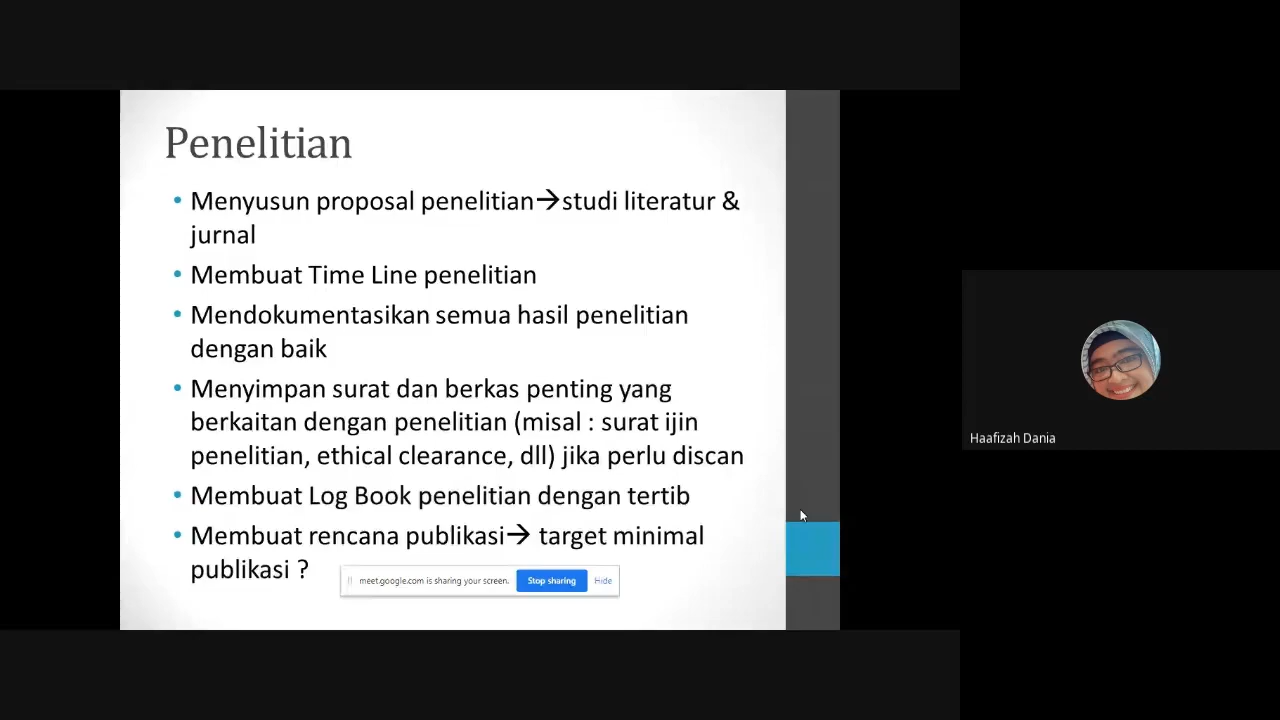 Penelitian
• Menyusun proposal penelitian→studi literatur &
jurnal
• Membuat Time Line penelitian
• Mendokumentasikan semua hasil penelitian
dengan baik
• Menyimpan surat dan berkas penting yang
berkaitan dengan penelitian (misal : surat ijin
penelitian, ethical clearance, dll) jika perlu discan
• Membuat Log Book penelitian dengan tertib
• Membuat rencana publikasi→ target minimal
publikasi ?
meet.google.com is sharing your screen. Stop sharing Hide
Haafizah Dania